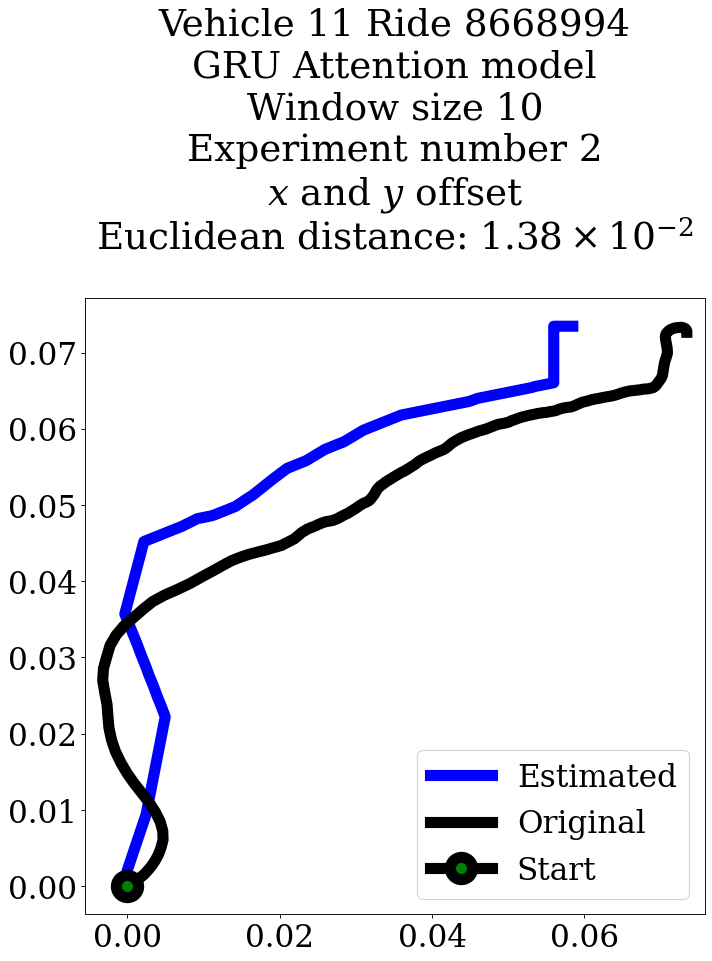 Vehicle 11 Ride 8668994
GRU Attention model
Window size 10
Experiment number 2
x and y offset
Euclidean distance: 1.38 × 10⁻²
0.07
0.06
0.05
0.04
0.03
0.02
0.01
0.00
Estimated
Original
Start
0.00 0.02 0.04 0.06